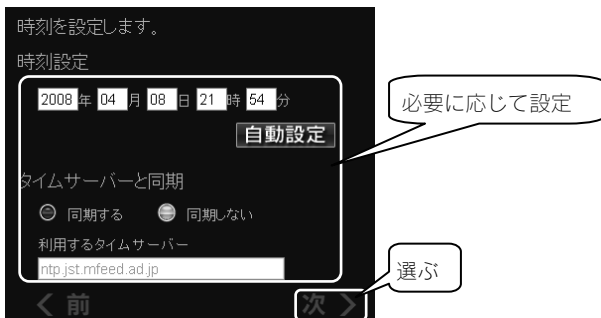 時刻を設定します。
時刻設定
2008 年 04 月 08 日 21 時 54 分
必要に応じて設定
自動設定
タイムサーバーと同期
同期する 同期しない
利用するタイムサーバー
ntp.jst.mfeed.ad.jp
選ぶ
< 前 次 >